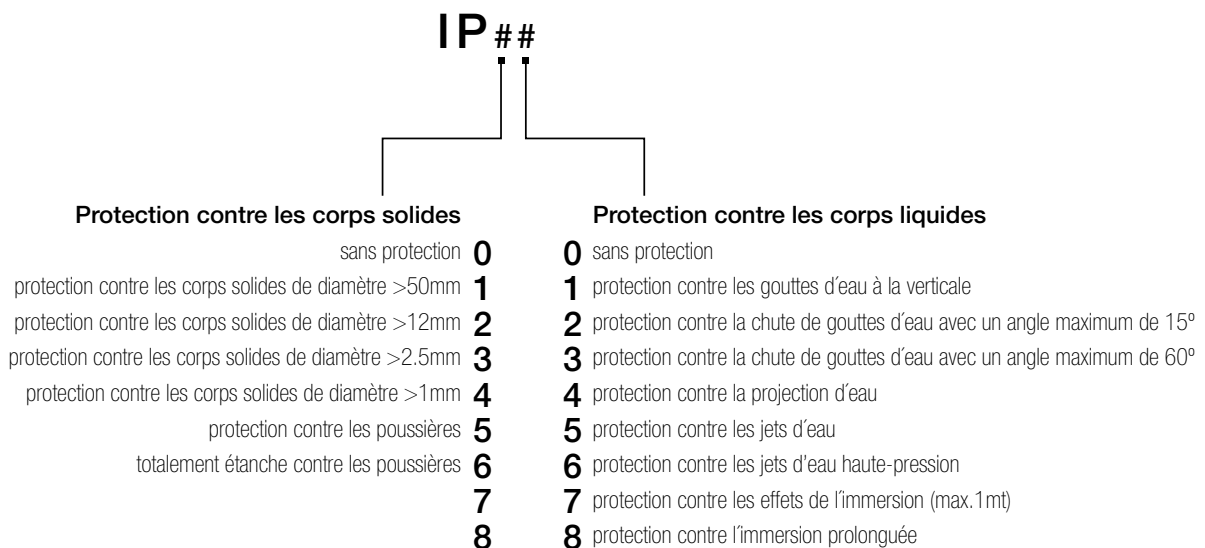 IP##
Protection contre les corps solides
sans protection 0
protection contre les corps solides de diamètre >50mm 1
protection contre les corps solides de diamètre >12mm 2
protection contre les corps solides de diamètre >2.5mm 3
protection contre les corps solides de diamètre >1mm 4
protection contre les poussières 5
totalement étanche contre les poussières 6
7
8
Protection contre les corps liquides
0 sans protection
1 protection contre les gouttes d´eau à la verticale
2 protection contre la chute de gouttes d´eau avec un angle maximum de 15º
3 protection contre la chute de gouttes d´eau avec un angle maximum de 60º
4 protection contre la projection d´eau
5 protection contre les jets d´eau
6 protection contre les jets d'eau haute-pression
7 protection contre les effets de l´immersion (max.1mt)
8 protection contre l´immersion prolonguée